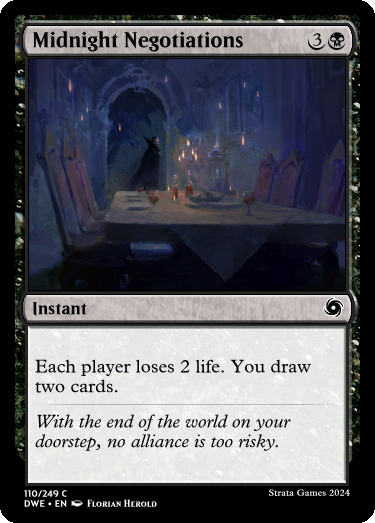 Midnight Negotiations 3
Instant
Each player loses 2 life. You draw
two cards.
With the end of the world on your
doorstep, no alliance is too risky.
110/249 C
DWE • EN Florian Herold
Strata Games 2024